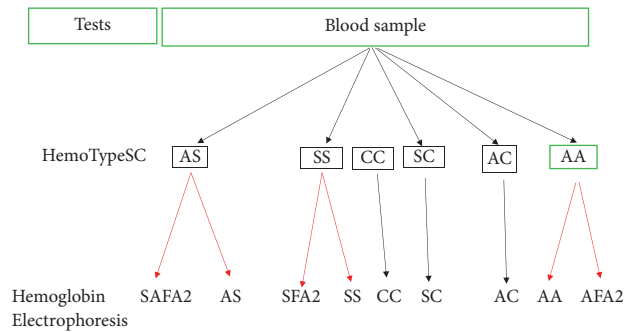 Tests Blood sample
HemoTypeSC AS SS CC SC AC AA
Hemoglobin SAFA2 AS SFA2 SS CC SC AC AA AFA2
Electrophoresis